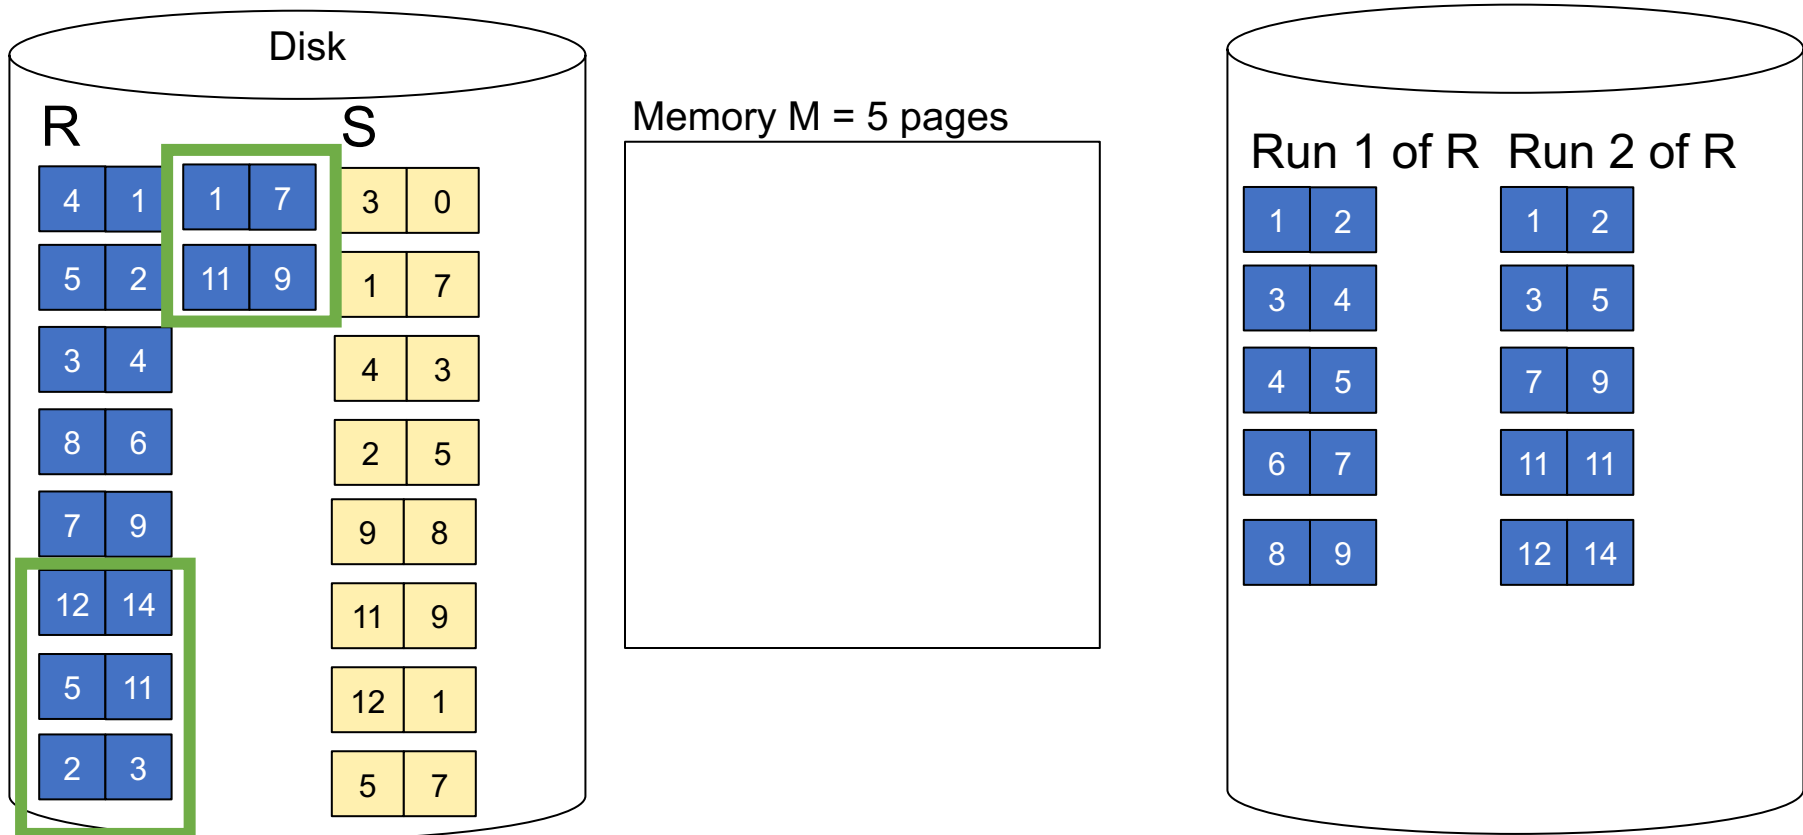 Disk
R
S
Memory M = 5 pages
Run 1 of R Run 2 of R
4 1 1 7 3 0
5 2 11 9 1 7
3 4 4 3
8 6 2 5
7 9 9 8
12 14 11 9
5 11 12 1
2 3 5 7
1 2 1 2
3 4 3 5
4 5 7 9
6 7 11 11
8 9 12 14